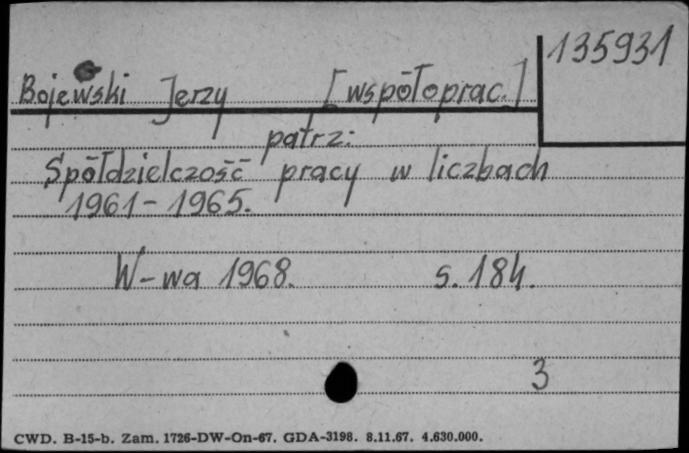 135931
Bojewski Jerzy [współoprac.]
patrz:
Spółdzielczość pracy w liczbach
1961-1965.
W-wa 1968. s. 184.
3
CWD. B-15-b. Zam. 1726-DW-On-67. GDA-3198. 8.11.67. 4.630.000.